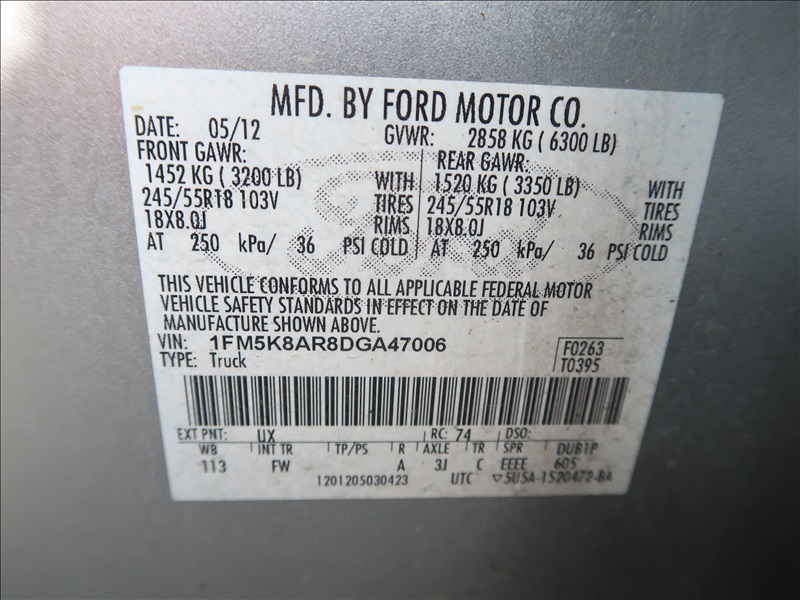 MFD. BY FORD MOTOR CO.
DATE: 05/12 GVWR: 2858 KG ( 6300 LB)
FRONT GAWR: REAR GAWR:
1452 KG ( 3200 LB) WITH 1520 KG ( 3350 LB) WITH
245/55R18 103V TIRES 245/55R18 103V TIRES
18X8.0J RIMS 18X8.0J RIMS
AT 250 kPa/ 36 PSI COLD AT 250 kPa/ 36 PSI COLD
THIS VEHICLE CONFORMS TO ALL APPLICABLE FEDERAL MOTOR
VEHICLE SAFETY STANDARDS IN EFFECT ON THE DATE OF
MANUFACTURE SHOWN ABOVE.
VIN: 1FM5K8AR8DGA47006 F0263
TYPE: Truck T0395
EXT PNT: UX RC: 74 DSO:
WB INT TR TP/PS R AXLE TR SPR DUB1P
113 FW A 3J C EEEE 605
1201205030423 UTC ▽5U5A-1520472-BA